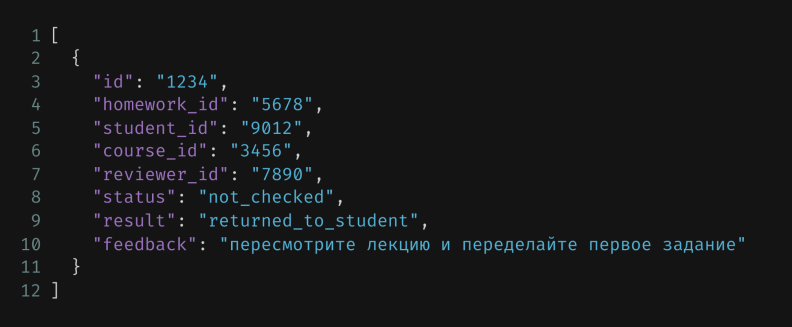 1 [
2 {
3 "id": "1234",
4 "homework_id": "5678",
5 "student_id": "9012",
6 "course_id": "3456",
7 "reviewer_id": "7890",
8 "status": "not_checked",
9 "result": "returned_to_student",
10 "feedback": "пересмотрите лекцию и переделайте первое задание"
11 }
12 ]